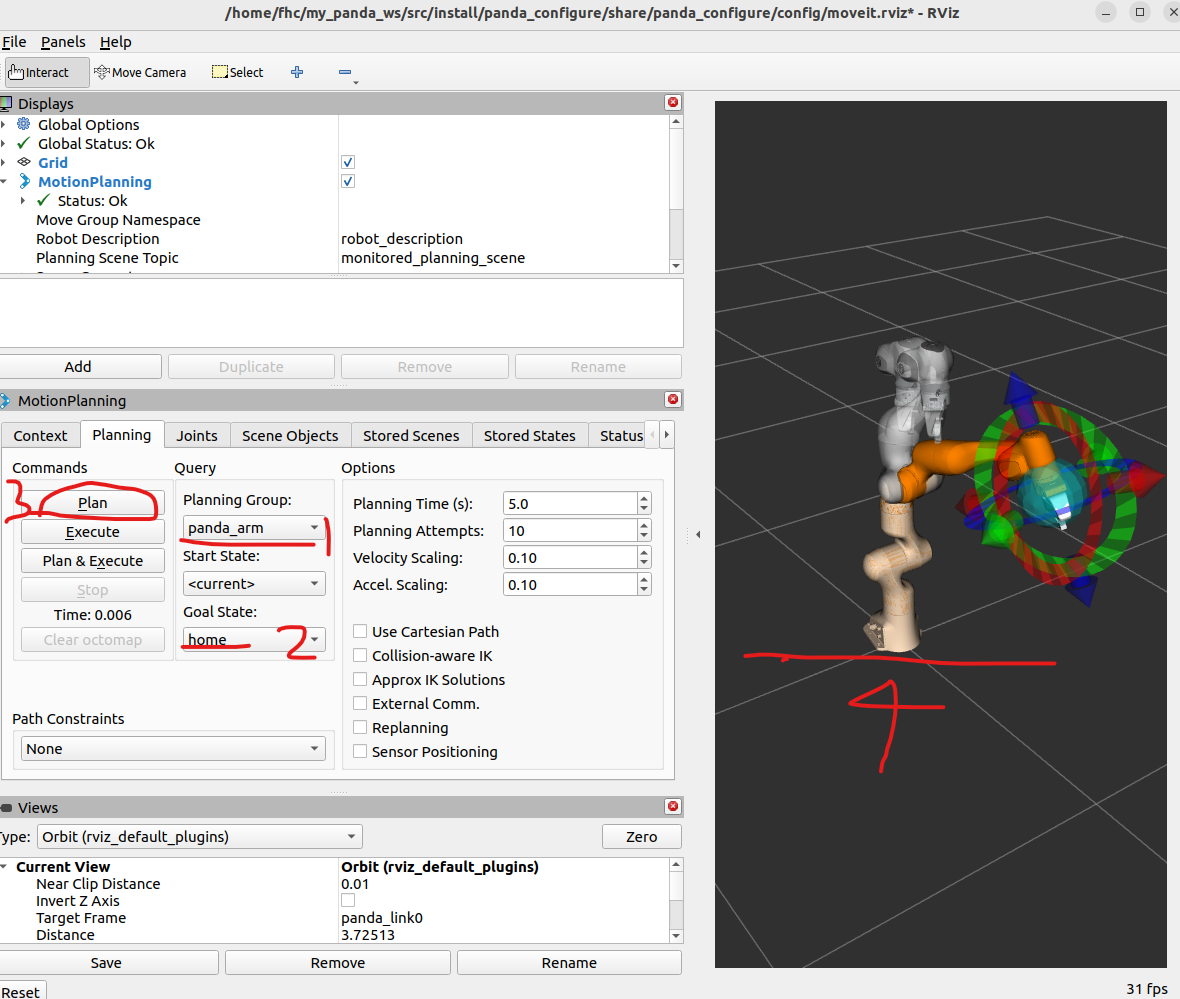 /home/fhc/my_panda_ws/src/install/panda_configure/share/panda_configure/config/moveit.rviz* - RViz
File Panels Help
Interact Move Camera Select
Displays
Global Options
Global Status: Ok
Grid
MotionPlanning
Status: Ok
Move Group Namespace
Robot Description robot_description
Planning Scene Topic monitored_planning_scene
Add Duplicate Remove Rename
MotionPlanning
Context Planning Joints Scene Objects Stored Scenes Stored States Status
Commands Query Options
3 Plan
Execute
Plan & Execute
Stop
Time: 0.006
Clear octomap
Planning Group:
panda_arm 1
Start State:
<current>
Goal State:
home 2
Planning Time (s): 5.0
Planning Attempts: 10
Velocity Scaling: 0.10
Accel. Scaling: 0.10
Use Cartesian Path
Collision-aware IK
Approx IK Solutions
External Comm.
Replanning
Sensor Positioning
Path Constraints
None
4
Views
Type: Orbit (rviz_default_plugins) Zero
Current View Orbit (rviz_default_plugins)
Near Clip Distance 0.01
Invert Z Axis
Target Frame panda_link0
Distance 3.72513
Save Remove Rename
Reset
31 fps